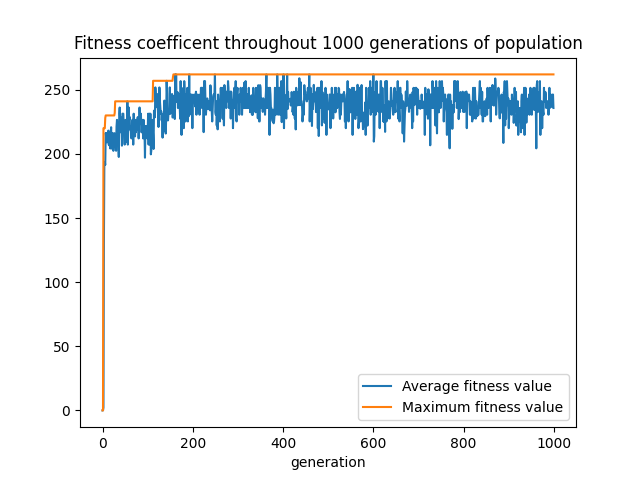 Fitness coefficent throughout 1000 generations of population
250
200
150
100
50
0
0 200 400 600 800 1000
generation
Average fitness value
Maximum fitness value